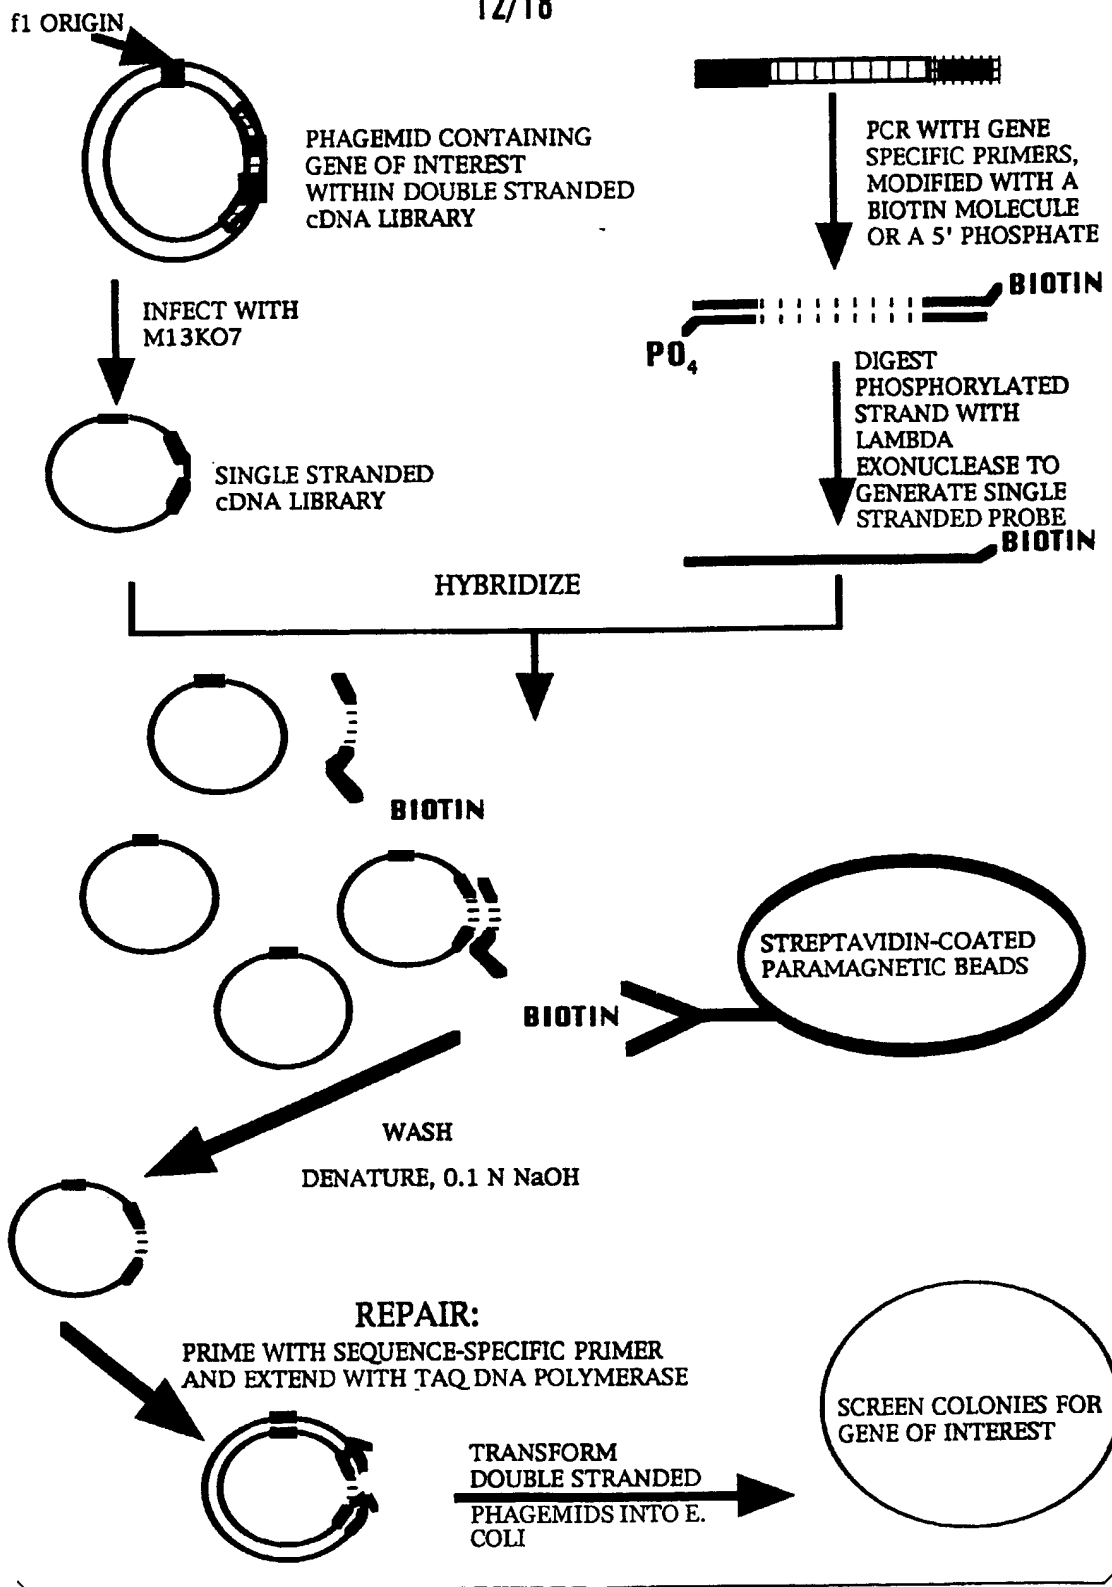 12/18
f1 ORIGIN
PHAGEMID CONTAINING
GENE OF INTEREST
WITHIN DOUBLE STRANDED
cDNA LIBRARY
INFECT WITH
M13KO7
SINGLE STRANDED
cDNA LIBRARY
PCR WITH GENE
SPECIFIC PRIMERS,
MODIFIED WITH A
BIOTIN MOLECULE
OR A 5' PHOSPHATE
BIOTIN
PO4
DIGEST
PHOSPHORYLATED
STRAND WITH
LAMBDA
EXONUCLEASE TO
GENERATE SINGLE
STRANDED PROBE
BIOTIN
HYBRIDIZE
BIOTIN
STREPTAVIDIN-COATED
PARAMAGNETIC BEADS
BIOTIN
WASH
DENATURE, 0.1 N NaOH
REPAIR:
PRIME WITH SEQUENCE-SPECIFIC PRIMER
AND EXTEND WITH TAQ DNA POLYMERASE
TRANSFORM
DOUBLE STRANDED
PHAGEMIDS INTO E.
COLI
SCREEN COLONIES FOR
GENE OF INTEREST